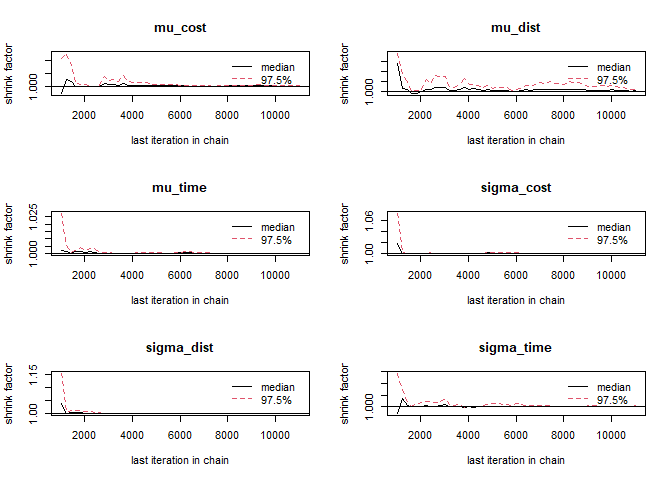 mu_cost
shrink factor
1.000
median
97.5%
2000 4000 6000 8000 10000
last iteration in chain
mu_dist
shrink factor
1.000
median
97.5%
2000 4000 6000 8000 10000
last iteration in chain
mu_time
shrink factor
1.000 1.025
median
97.5%
2000 4000 6000 8000 10000
last iteration in chain
sigma_cost
shrink factor
1.00 1.06
median
97.5%
2000 4000 6000 8000 10000
last iteration in chain
sigma_dist
shrink factor
1.00 1.15
median
97.5%
2000 4000 6000 8000 10000
last iteration in chain
sigma_time
shrink factor
1.000
median
97.5%
2000 4000 6000 8000 10000
last iteration in chain